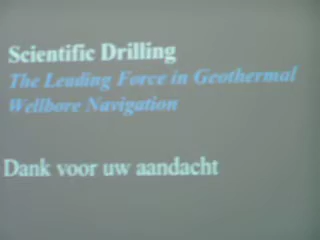 Scientific Drilling
The Leading Force in Geothermal
Wellbore Navigation
Dank voor uw aandacht